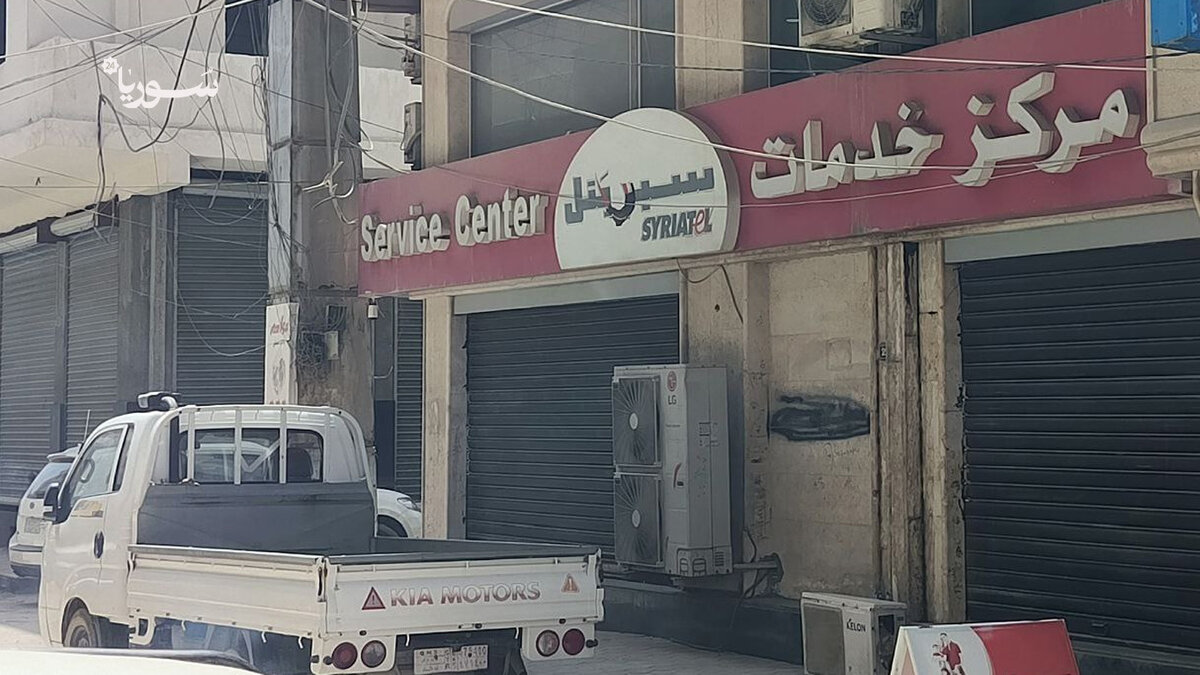 سوريا 24
Service Center
سيريتل
SYRIATEL
مركز خدمات
LG
KIA MOTORS
KELON